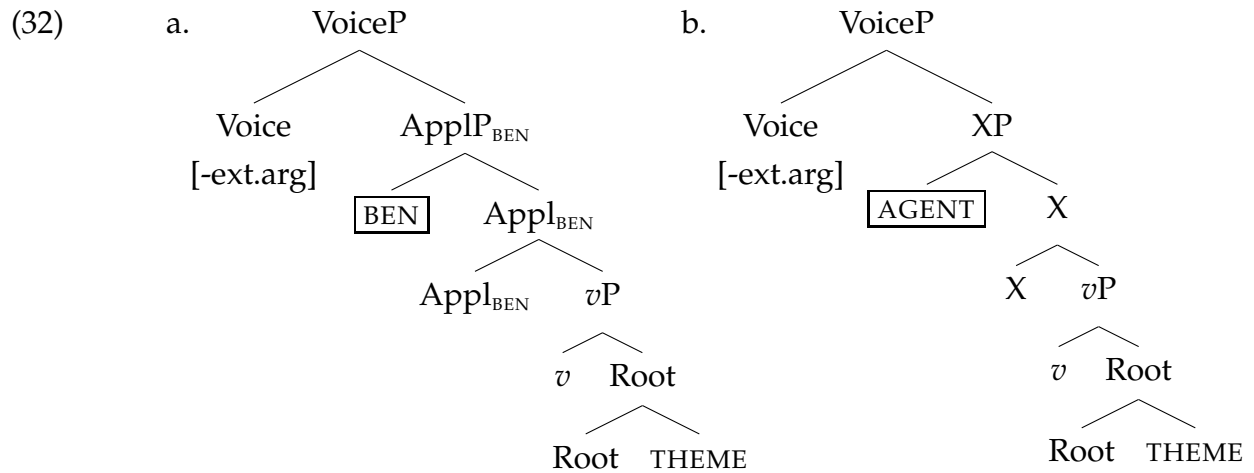 (32) a. VoiceP b. VoiceP
Voice ApplP_BEN Voice XP
[-ext.arg] [-ext.arg]
BEN Appl_BEN AGENT X
Appl_BEN vP X vP
v Root v Root
Root THEME Root THEME